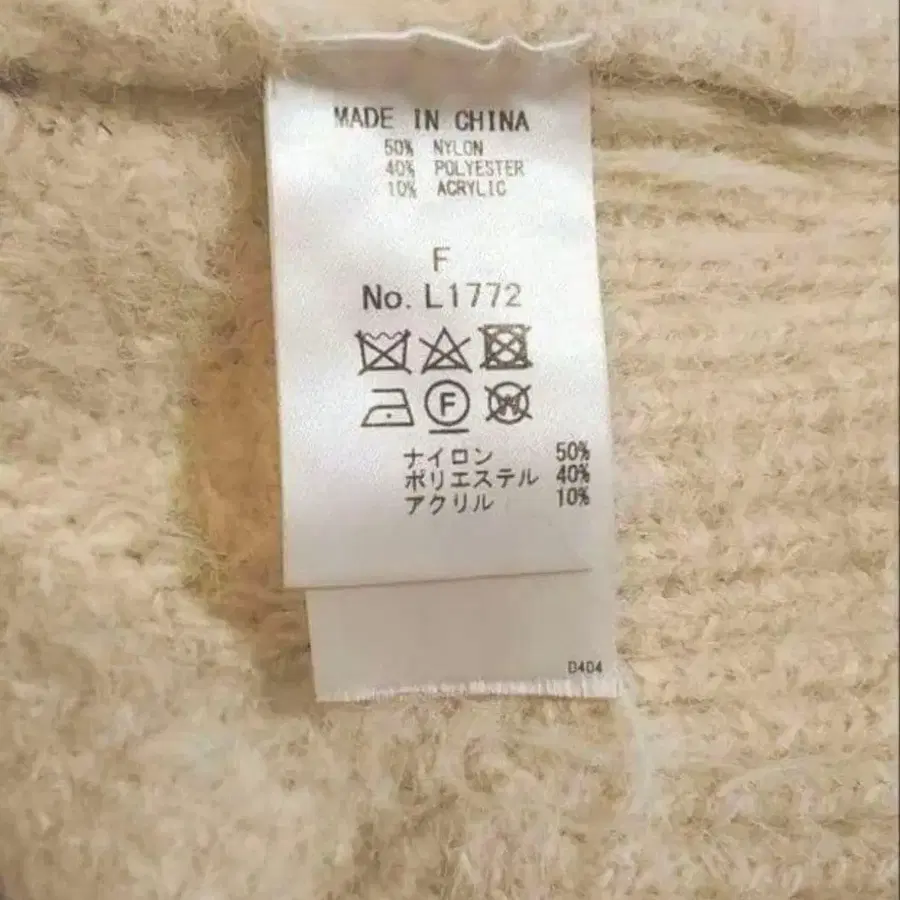 MADE IN CHINA
50% NYLON
40% POLYESTER
10% ACRYLIC
F
No. L1772
F
W
ナイロン 50%
ポリエステル 40%
アクリル 10%
D404